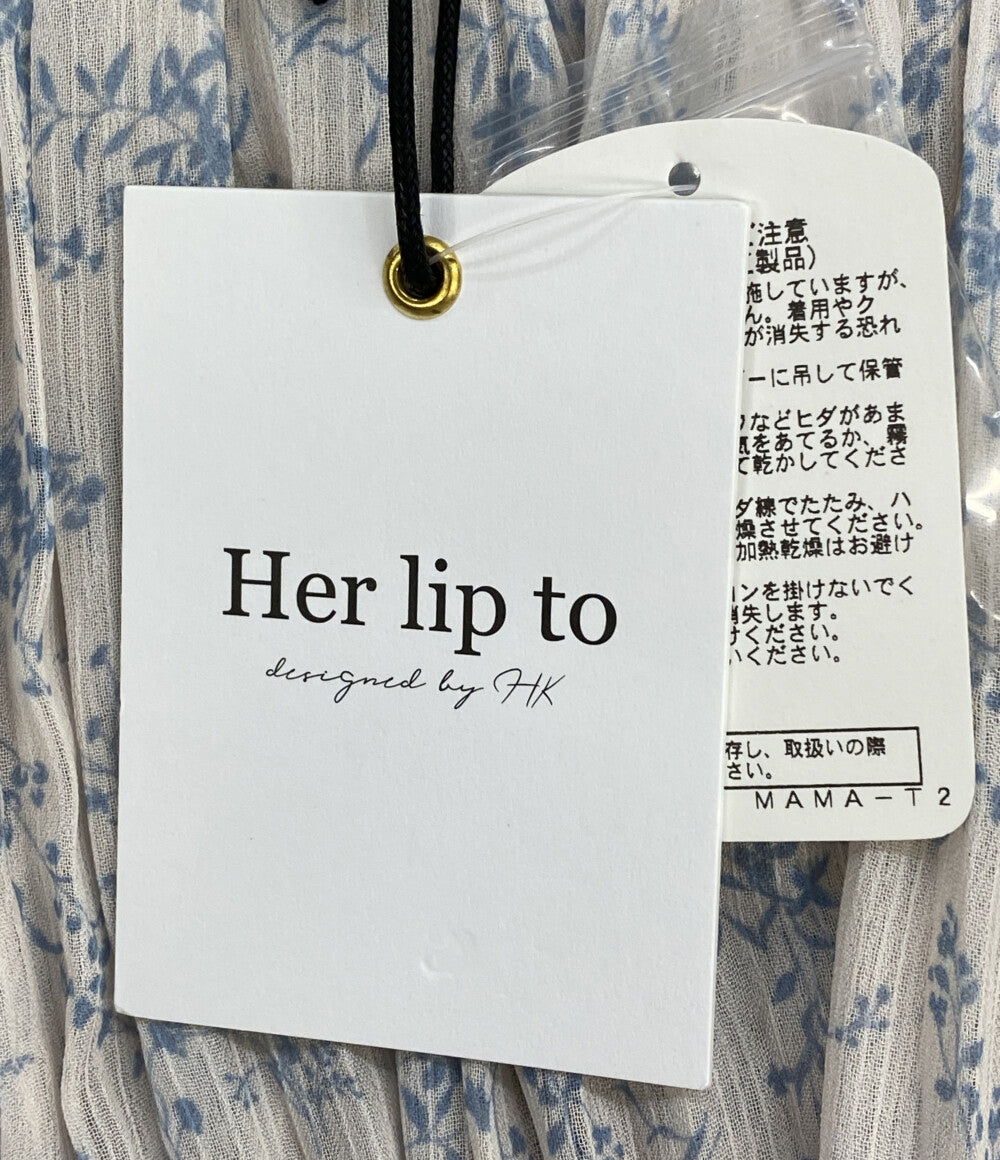 Her lip to
designed by HK
ご注意
製品)
施していますが、
ん。着用やク
が消失する恐れ
ーに吊して保管
などヒダがあま
気をあてるか、霧
て乾かしてくださ
ダ線でたたみ、ハ
燥させてください。
加熱乾燥はお避け
ンを掛けないでく
消失します。
けください。
いください。
存し、取扱いの際
さい。
MAMA-T2